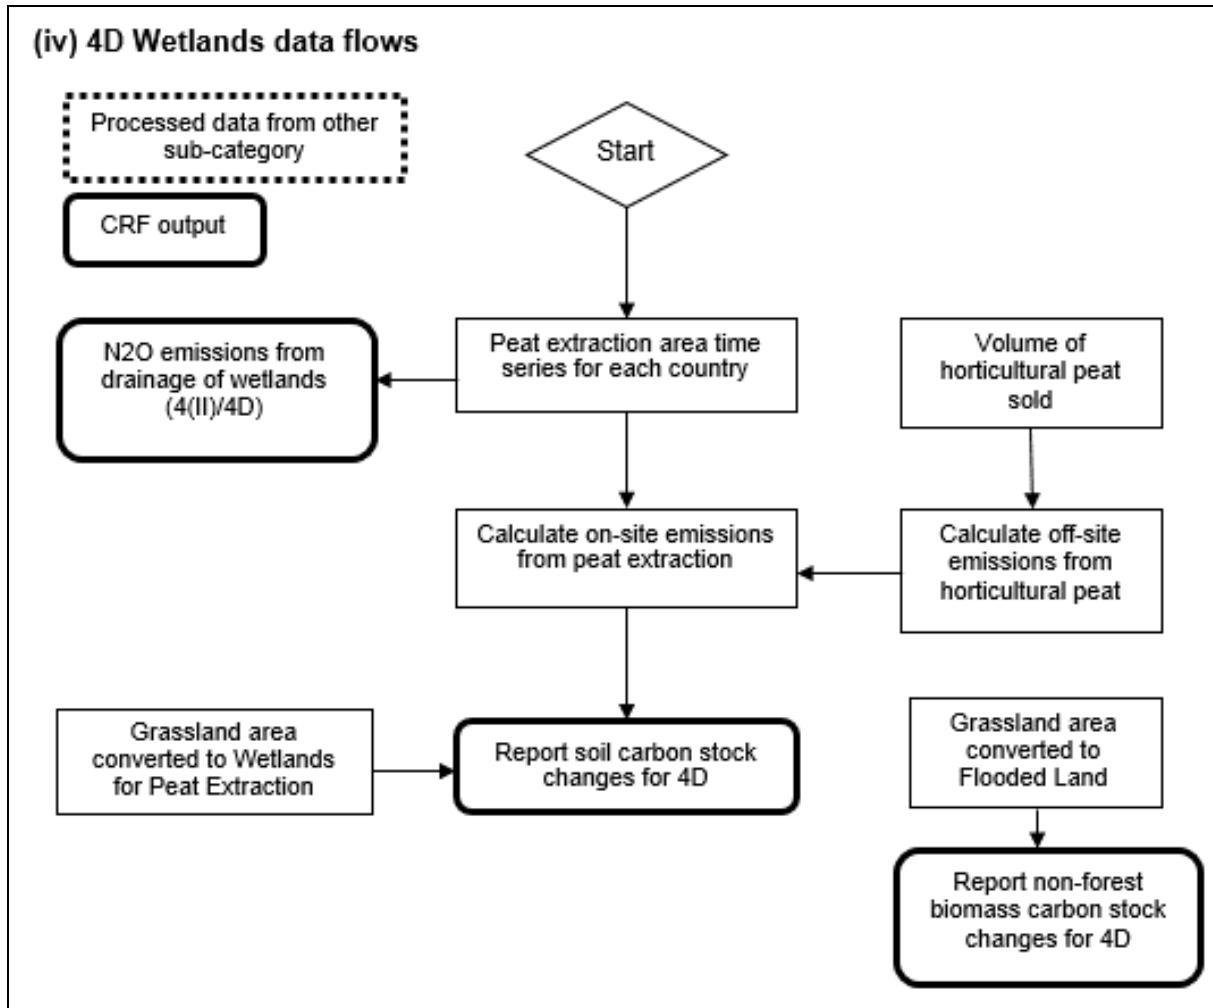 (iv) 4D Wetlands data flows
Processed data from other
sub-category
Start
CRF output
N2O emissions from
drainage of wetlands
(4(II)/4D)
Peat extraction area time
series for each country
Volume of
horticultural peat
sold
Calculate on-site emissions
from peat extraction
Calculate off-site
emissions from
horticultural peat
Grassland area
converted to Wetlands
for Peat Extraction
Report soil carbon stock
changes for 4D
Grassland area
converted to
Flooded Land
Report non-forest
biomass carbon stock
changes for 4D